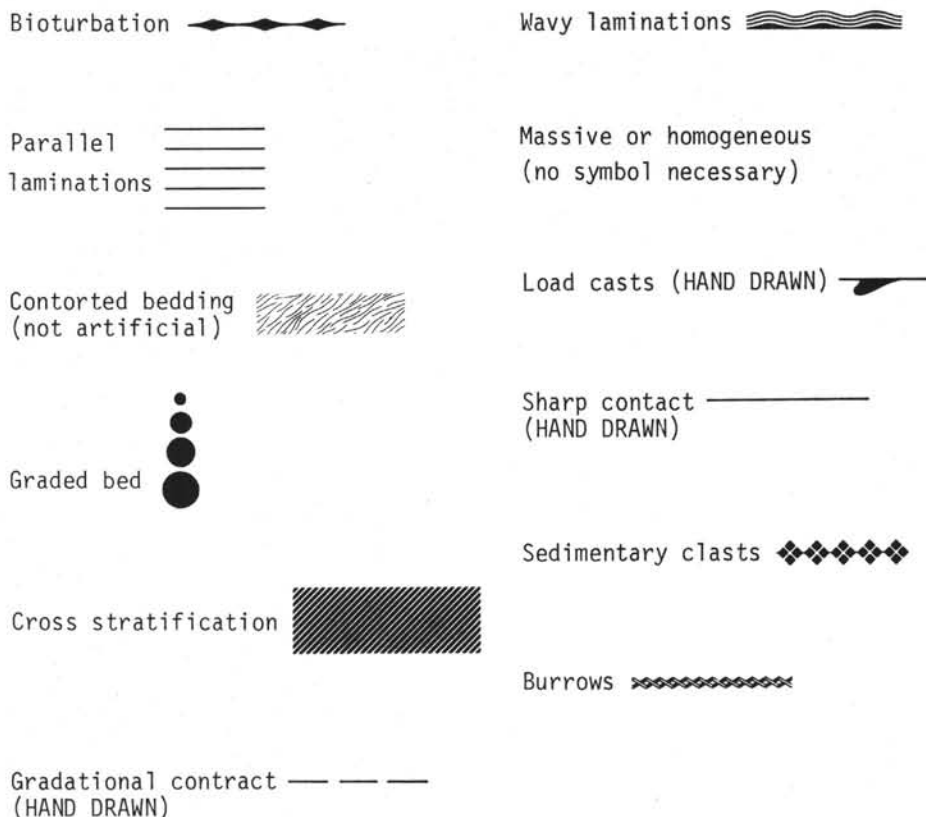 Bioturbation
Parallel
laminations
Contorted bedding
(not artificial)
Graded bed
Cross stratification
Gradational contract
(HAND DRAWN)
Wavy laminations
Massive or homogeneous
(no symbol necessary)
Load casts (HAND DRAWN)
Sharp contact
(HAND DRAWN)
Sedimentary clasts
Burrows